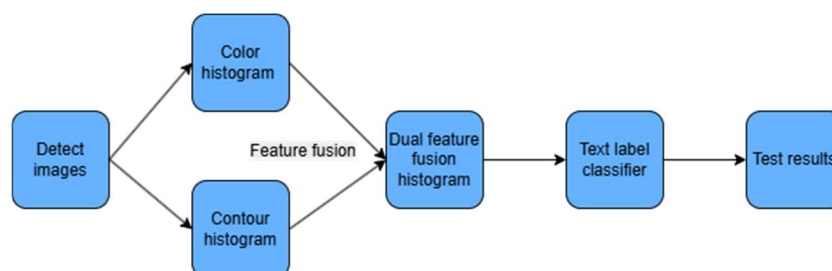 Color
histogram
Detect
images
Feature fusion
Dual feature
fusion
histogram
Text label
classifier
Test results
Contour
histogram